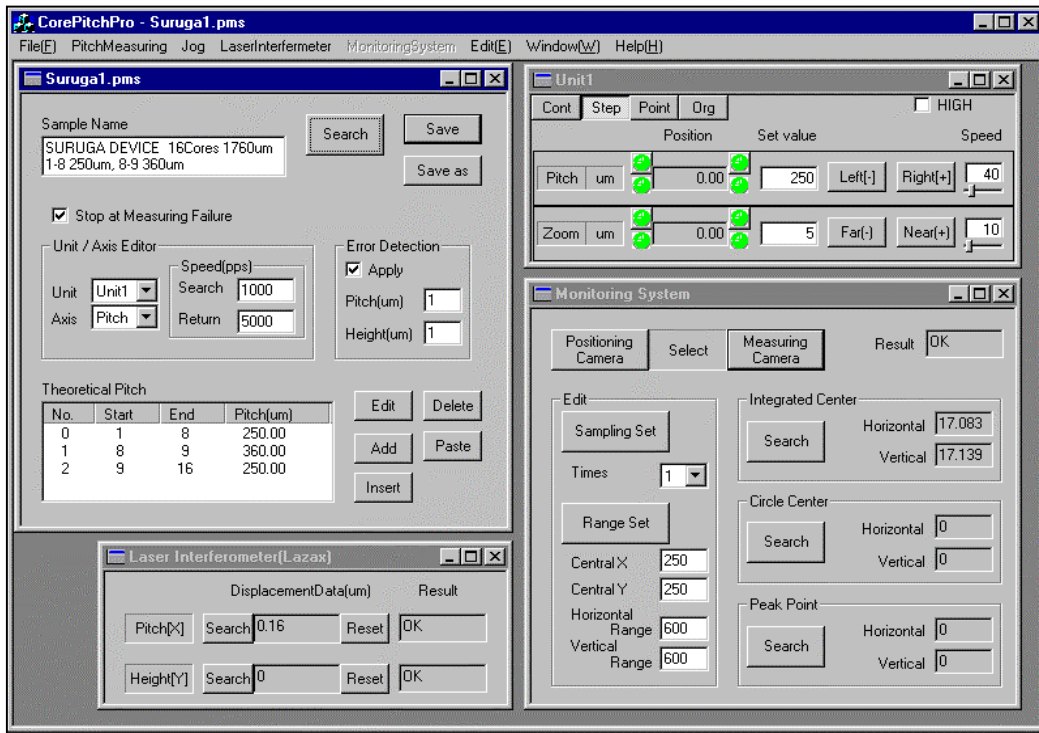 CorePitchPro - Suruga1.pms
File(F) PitchMeasuring Jog LaserInterfermeter MonitoringSystem Edit(E) Window(W) Help(H)
Suruga1.pms
Sample Name
SURUGA DEVICE 16Cores 1760um
1-8 250um, 8-9 360um
Search
Save
Save as
Stop at Measuring Failure
Unit / Axis Editor
Unit Unit1
Axis Pitch
Speed(pps)
Search 1000
Return 5000
Error Detection
Apply
Pitch(um) 1
Height(um) 1
Theoretical Pitch
No. Start End Pitch(um)
0 1 8 250.00
1 8 9 360.00
2 9 16 250.00
Edit Delete
Add Paste
Insert
Laser Interferometer(Lazax)
DisplacementData(um) Result
Pitch[X] Search 0.16 Reset OK
Height[Y] Search 0 Reset OK
Unit1
Cont Step Point Org HIGH
Position Set value Speed
Pitch um 0.00 250 Left[-] Right[+] 40
Zoom um 0.00 5 Far(-) Near(+) 10
Monitoring System
Positioning Camera
Select
Measuring Camera
Result OK
Edit
Sampling Set
Times 1
Range Set
Central X 250
Central Y 250
Horizontal
Range 600
Vertical
Range 600
Integrated Center
Search
Horizontal 17.083
Vertical 17.139
Circle Center
Search
Horizontal 0
Vertical 0
Peak Point
Search
Horizontal 0
Vertical 0